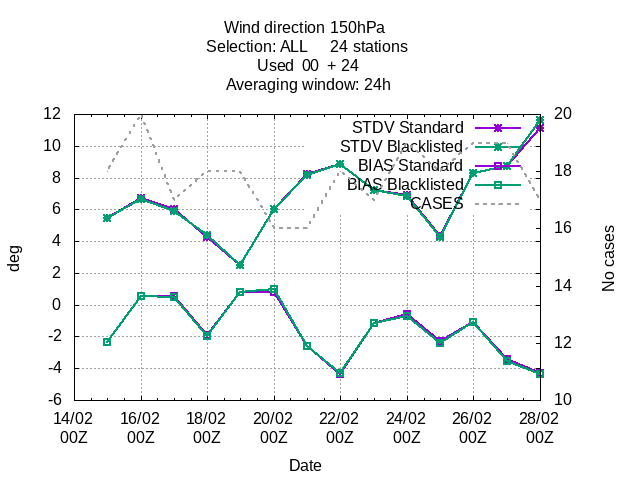 Wind direction 150hPa
Selection: ALL     24 stations
Used  00  + 24
Averaging window: 24h
12
10
8
6
4
2
0
-2
-4
-6
deg
20
18
16
14
12
10
No cases
STDV Standard
STDV Blacklisted
BIAS Standard
BIAS Blacklisted
CASES
14/02 16/02 18/02 20/02 22/02 24/02 26/02 28/02
00Z 00Z 00Z 00Z 00Z 00Z 00Z 00Z
Date